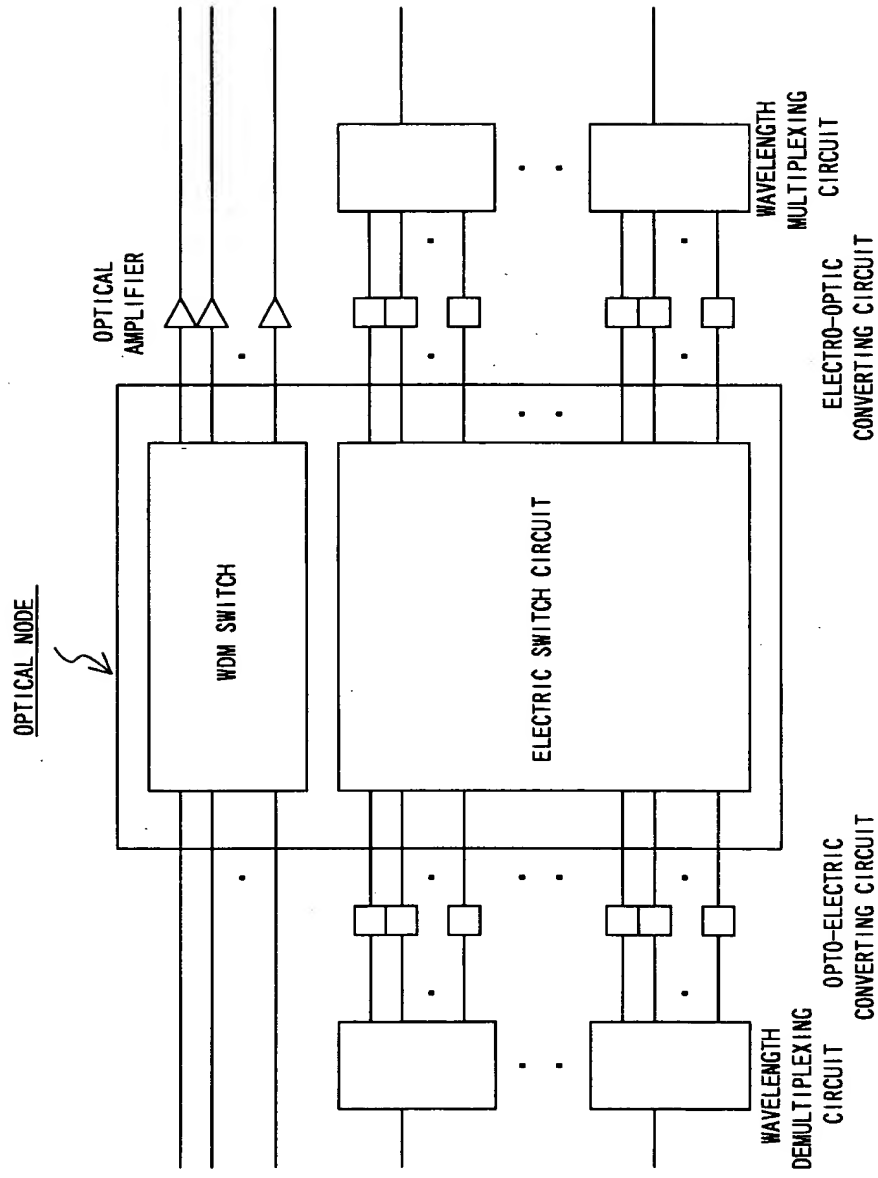 OPTICAL NODE
OPTICAL
AMPLIFIER
WDM SWITCH
ELECTRIC SWITCH CIRCUIT
WAVELENGTH
DEMULTIPLEXING
CIRCUIT
OPTO-ELECTRIC
CONVERTING CIRCUIT
ELECTRO-OPTIC
CONVERTING CIRCUIT
WAVELENGTH
MULTIPLEXING
CIRCUIT